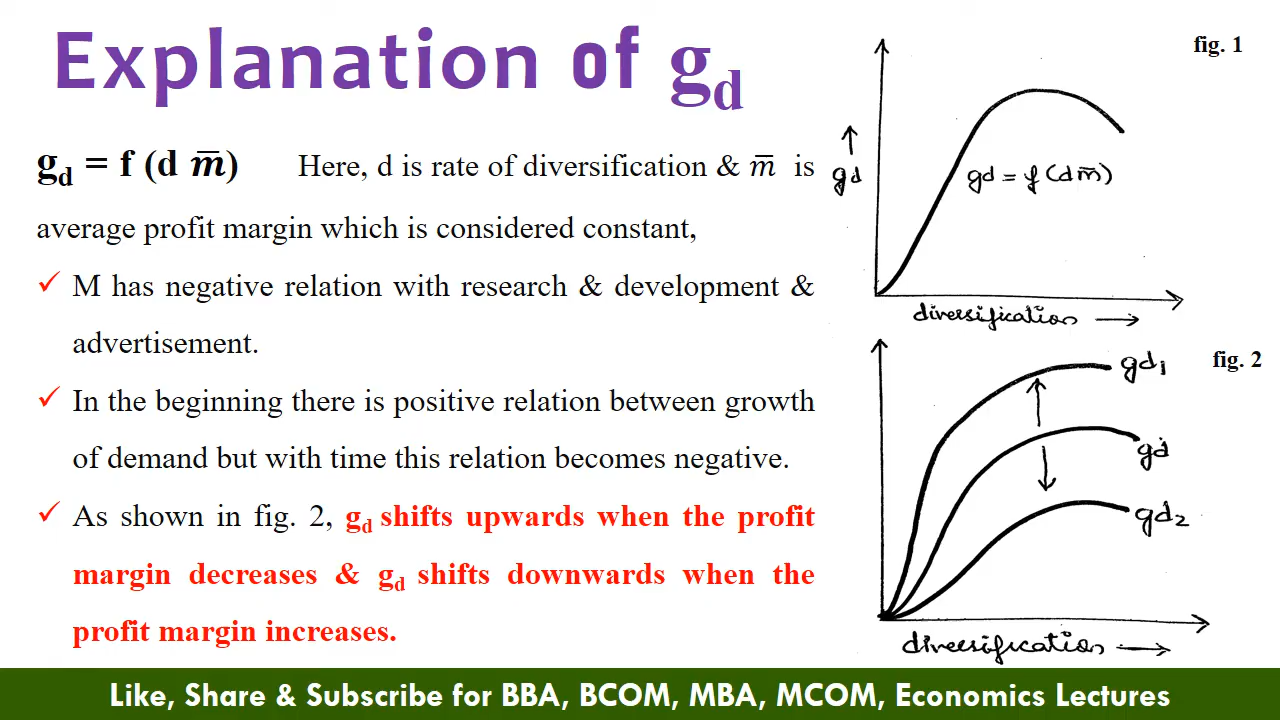 Explanation of gd
gd = f (d m̅) Here, d is rate of diversification & m̅ is
average profit margin which is considered constant,
✓ M has negative relation with research & development &
advertisement.
✓ In the beginning there is positive relation between growth
of demand but with time this relation becomes negative.
✓ As shown in fig. 2, gd shifts upwards when the profit
margin decreases & gd shifts downwards when the
profit margin increases.
fig. 1
gd
gd = f (d m̅)
diversification
fig. 2
gd1
gd
gd2
diversification
Like, Share & Subscribe for BBA, BCOM, MBA, MCOM, Economics Lectures